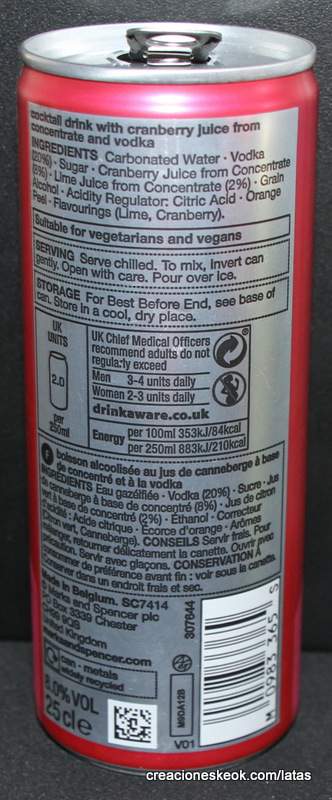 cocktail drink with cranberry juice from
concentrate and vodka
INGREDIENTS Carbonated Water · Vodka
(20%) · Sugar · Cranberry Juice from Concentrate
(8%) · Lime Juice from Concentrate (2%) · Grain
Alcohol · Acidity Regulator: Citric Acid · Orange
Peel · Flavourings (Lime, Cranberry).
Suitable for vegetarians and vegans
SERVING Serve chilled. To mix, invert can
gently. Open with care. Pour over ice.
STORAGE For Best Before End, see base of
can. Store in a cool, dry place.
UK
UNITS
2.0
per
250ml
UK Chief Medical Officers
recommend adults do not
regularly exceed
Men 3-4 units daily
Women 2-3 units daily
drinkaware.co.uk
Energy per 100ml 353kJ/84kcal
per 250ml 883kJ/210kcal
F boisson alcoolisée au jus de canneberge à base
de concentré et à la vodka
INGRÉDIENTS Eau gazéifiée · Vodka (20%) · Sucre · Jus
de canneberge à base de concentré (8%) · Jus de citron
vert à base de concentré (2%) · Éthanol · Correcteur
d'acidité : Acide citrique · Écorce d'orange · Arômes
(Citron vert, Canneberge). CONSEILS Servir frais. Pour
mélanger, retourner délicatement la canette. Ouvrir avec
précaution. Servir avec glaçons. CONSERVATION À
consommer de préférence avant fin : voir sous la canette.
Conserver dans un endroit frais et sec.
Made in Belgium. SC7414
Marks and Spencer plc
PO Box 3339 Chester
CH99 9QS
United Kingdom
marksandspencer.com
can - metals
widely recycled
8.0% VOL
25 cl e
307644
M90A128
V01
M 0983 365 S
creacioneskeok.com/latas